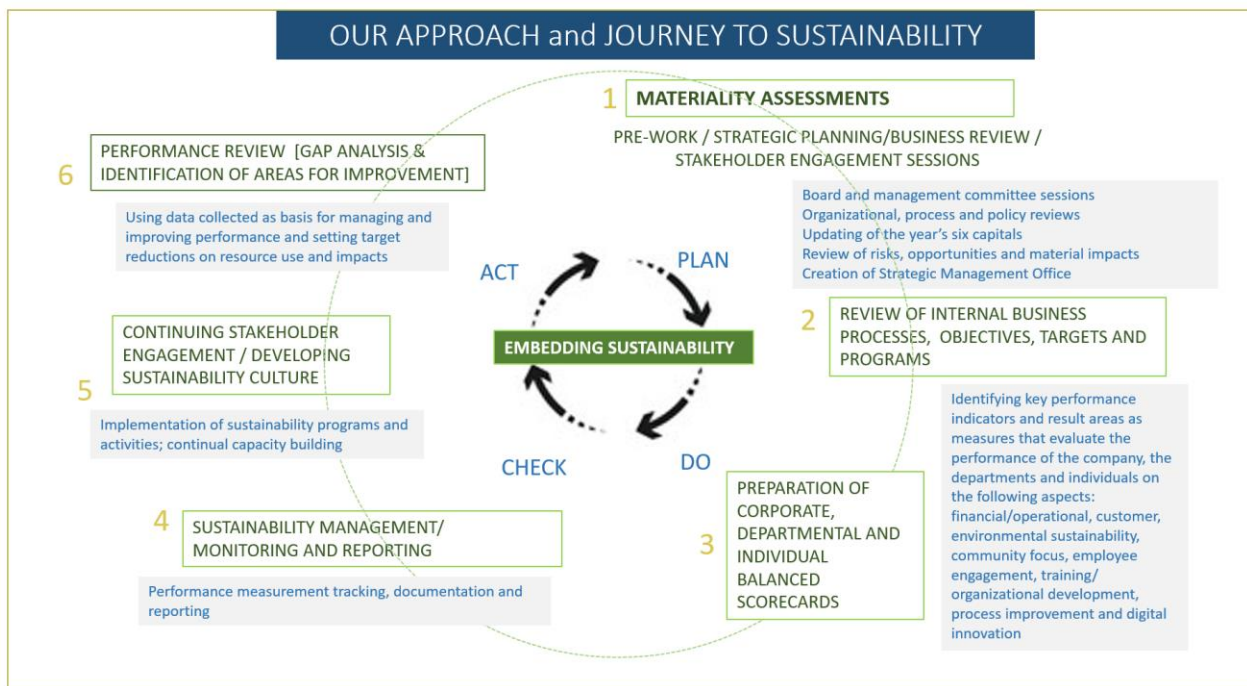 OUR APPROACH and JOURNEY TO SUSTAINABILITY
1
MATERIALITY ASSESSMENTS
PRE-WORK / STRATEGIC PLANNING/BUSINESS REVIEW /
STAKEHOLDER ENGAGEMENT SESSIONS
Board and management committee sessions
Organizational, process and policy reviews
Updating of the year's six capitals
Review of risks, opportunities and material impacts
Creation of Strategic Management Office
2
REVIEW OF INTERNAL BUSINESS
PROCESSES, OBJECTIVES, TARGETS AND
PROGRAMS
Identifying key performance
indicators and result areas as
measures that evaluate the
performance of the company, the
departments and individuals on
the following aspects:
financial/operational, customer,
environmental sustainability,
community focus, employee
engagement, training/
organizational development,
process improvement and digital
innovation
3
PREPARATION OF
CORPORATE,
DEPARTMENTAL AND
INDIVIDUAL
BALANCED
SCORECARDS
4
SUSTAINABILITY MANAGEMENT/
MONITORING AND REPORTING
Performance measurement tracking, documentation and
reporting
5
CONTINUING STAKEHOLDER
ENGAGEMENT / DEVELOPING
SUSTAINABILITY CULTURE
Implementation of sustainability programs and
activities; continual capacity building
6
PERFORMANCE REVIEW [GAP ANALYSIS &
IDENTIFICATION OF AREAS FOR IMPROVEMENT]
Using data collected as basis for managing and
improving performance and setting target
reductions on resource use and impacts
ACT
PLAN
EMBEDDING SUSTAINABILITY
CHECK
DO